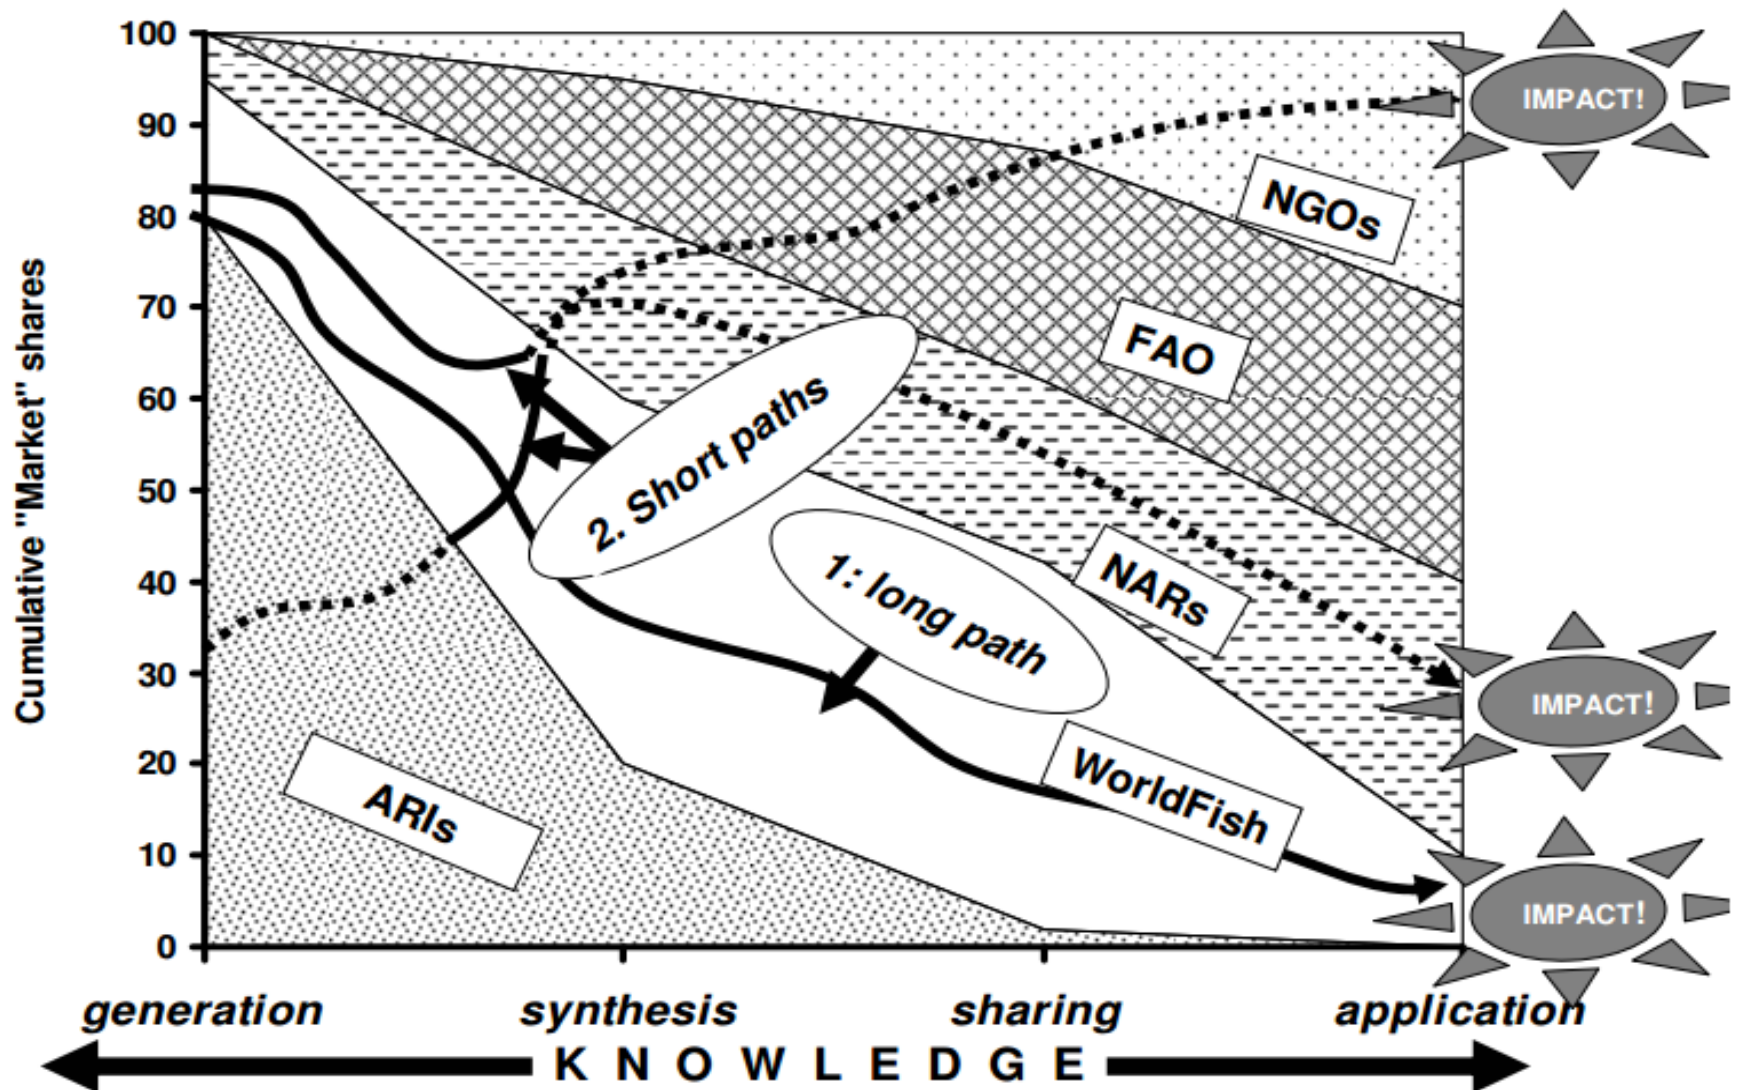 Cumulative "Market" shares
100
90
80
70
60
50
40
30
20
10
0
IMPACT!
NGOs
FAO
2. Short paths
1: long path
NARs
IMPACT!
ARIs
WorldFish
IMPACT!
generation synthesis sharing application
KNOWLEDGE